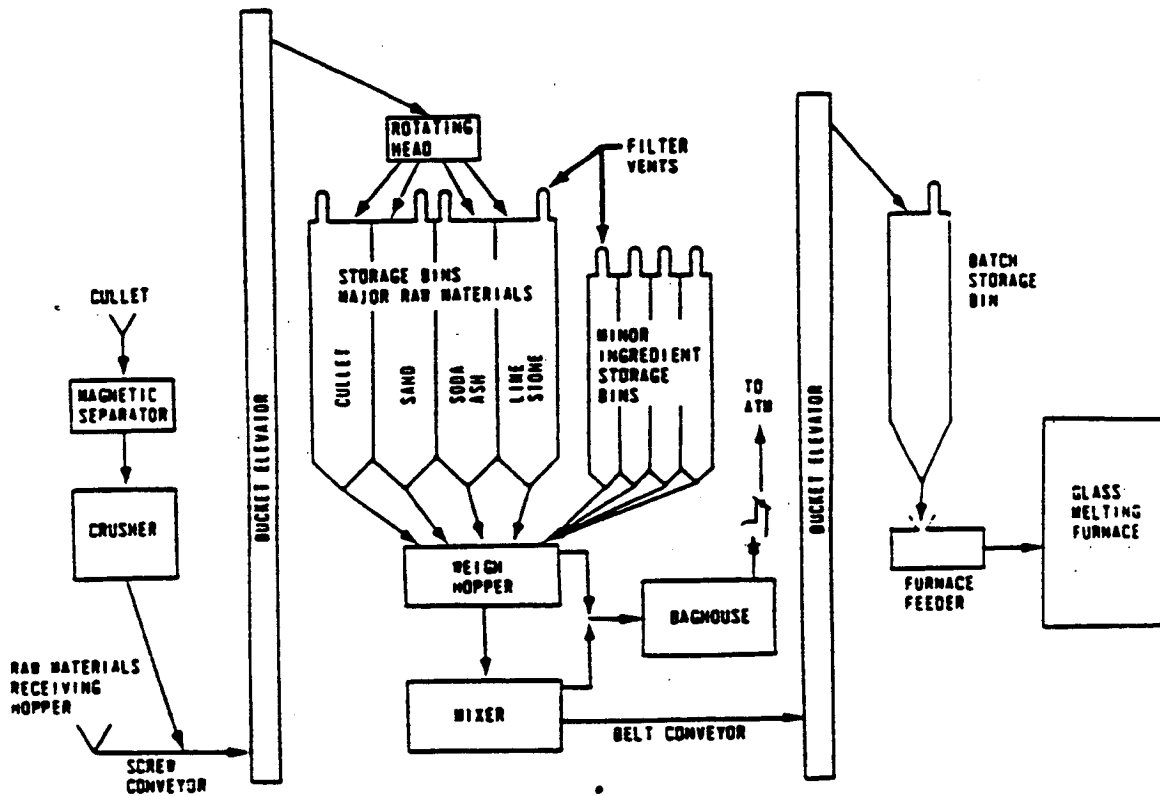 ROTATING
HEAD
FILTER
VENTS
STORAGE BINS
MAJOR RAW MATERIALS
BATCH
STORAGE
BIN
CULLET
MINOR
INGREDIENT
STORAGE
BINS
CULLET
SAND
SODA
ASH
LIME
STONE
TO
ATM
MAGNETIC
SEPARATOR
BUCKET ELEVATOR
BUCKET ELEVATOR
CRUSHER
GLASS
MELTING
FURNACE
WEIGH
HOPPER
FURNACE
FEEDER
BAGHOUSE
RAW MATERIALS
RECEIVING
HOPPER
MIXER
BELT CONVEYOR
SCREW
CONVEYOR